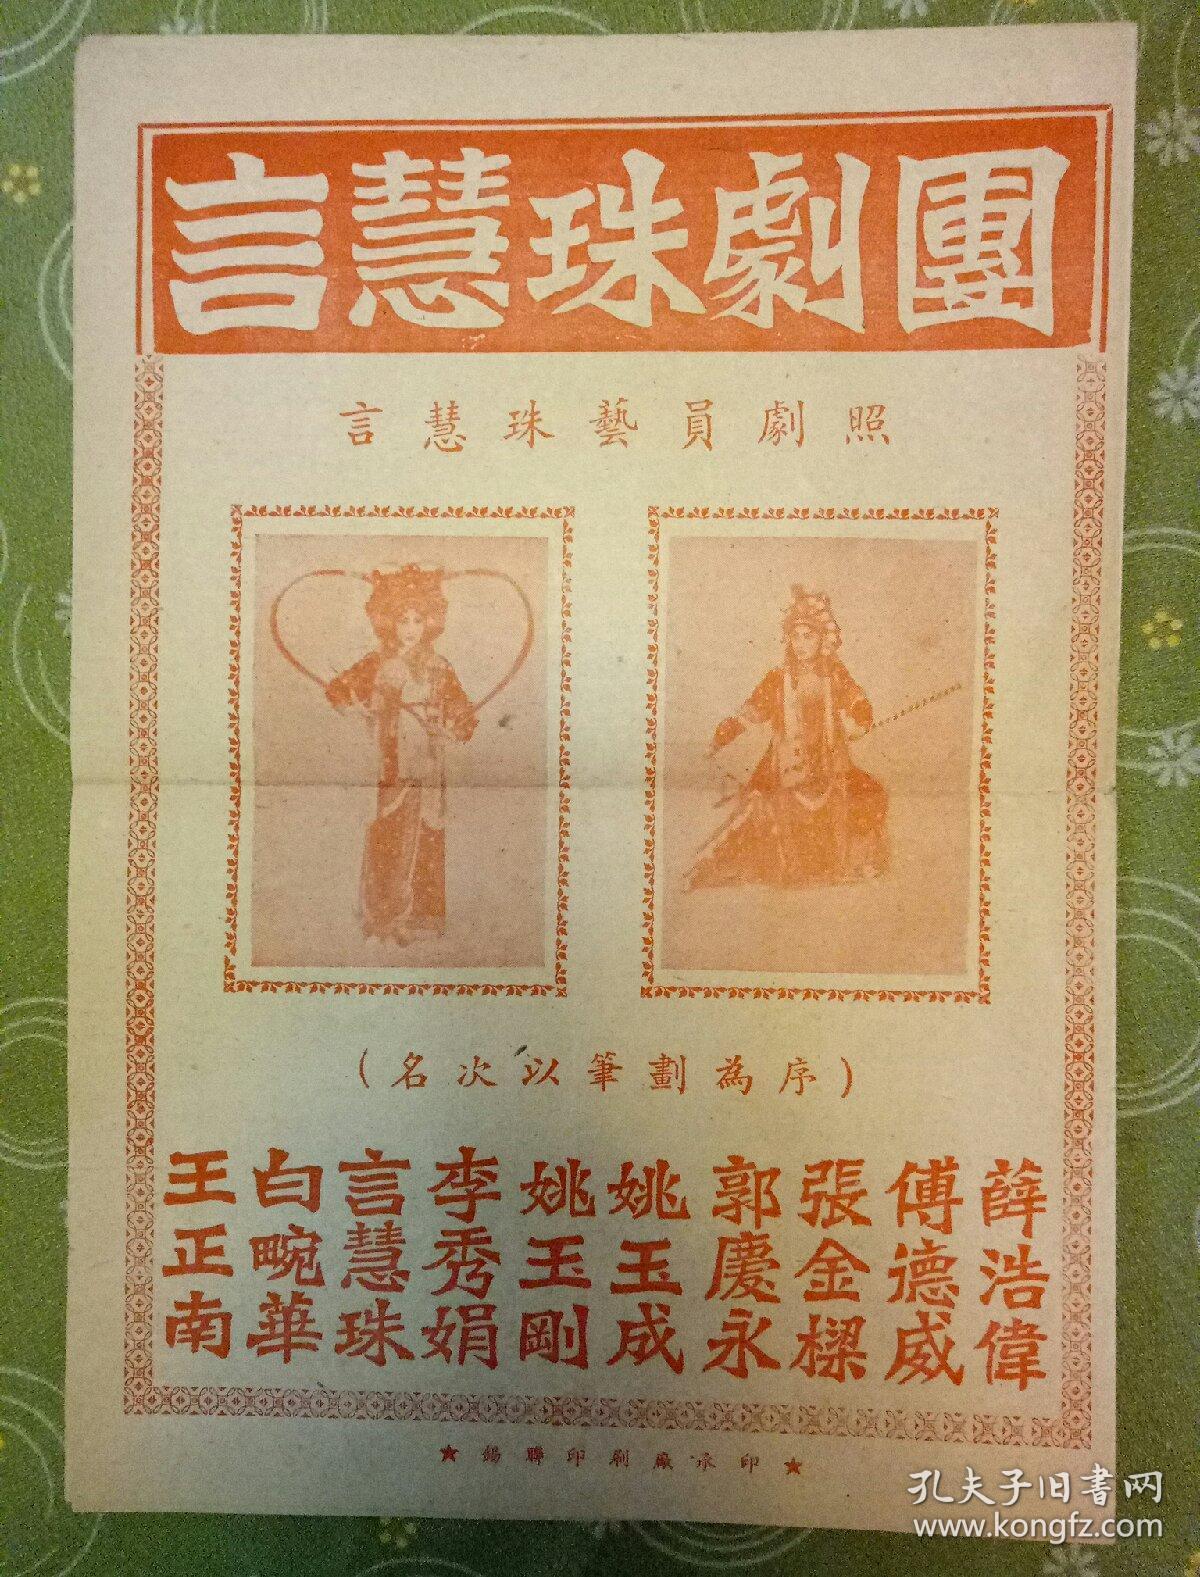 言慧珠劇團
言慧珠藝員劇照
（名次以筆劃為序）
王正南
白畹華
言慧珠
李秀娟
姚玉剛
姚玉成
郭慶永
張金樑
傅德威
薛浩偉
★錫聯印刷廠承印★
孔夫子旧书网
www.kongfz.com